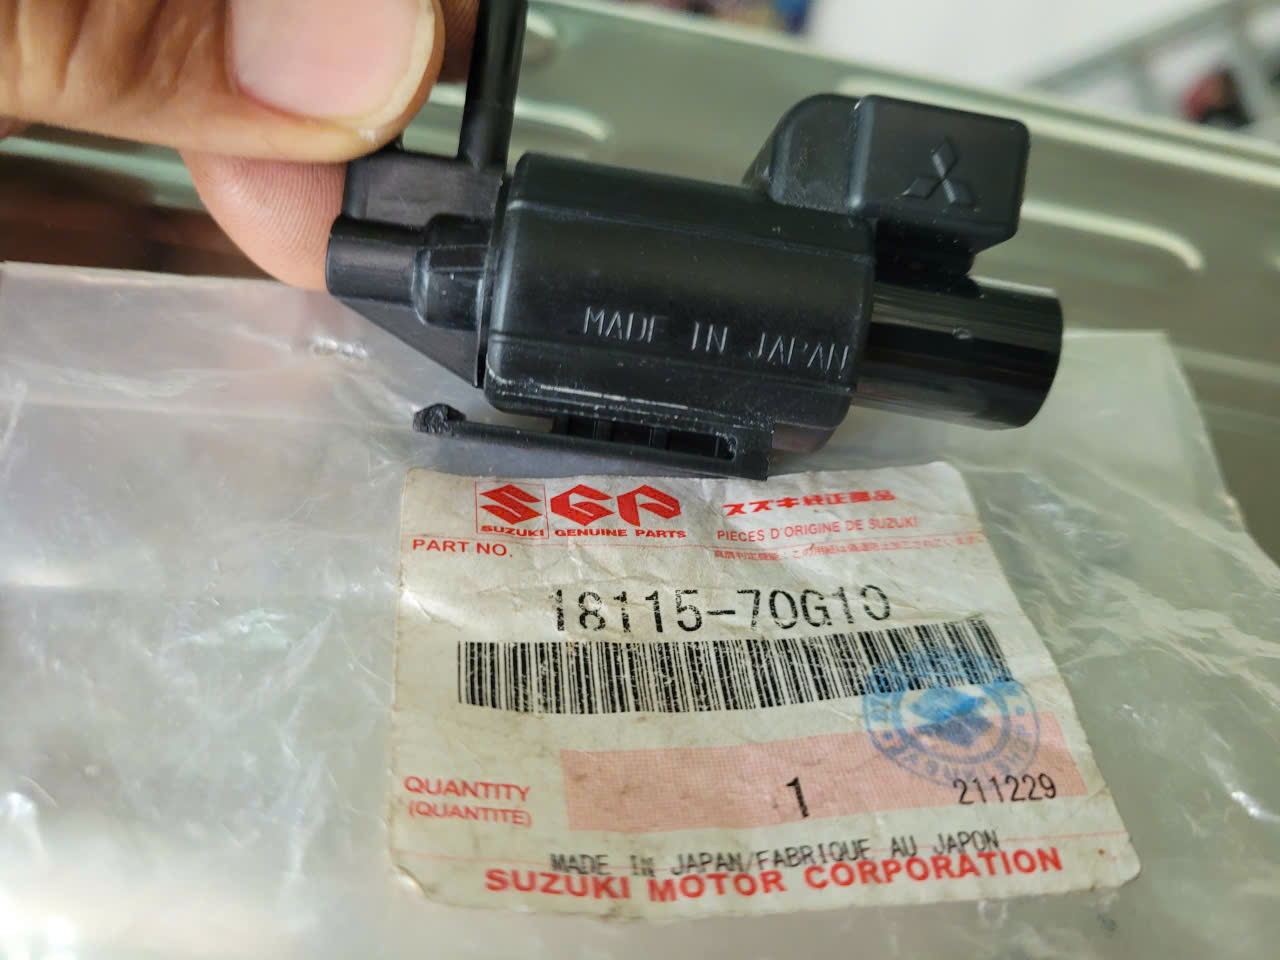 MADE IN JAPAN
SUZUKI
SGP
GENUINE PARTS
スズキ純正部品
PIECES D'ORIGINE DE SUZUKI
PART NO.
18115-70G10
QUANTITY
(QUANTITE)
1
211229
MADE IN JAPAN/FABRIQUE AU JAPON
SUZUKI MOTOR CORPORATION